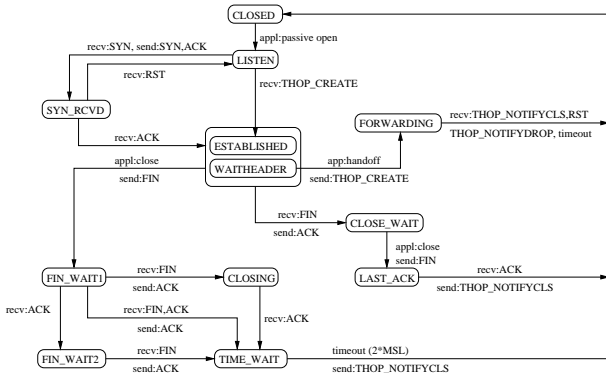 CLOSED
appl:passive open
recv:SYN, send:SYN,ACK
LISTEN
recv:RST
recv:THOP_CREATE
SYN_RCVD
FORWARDING
recv:THOP_NOTIFYCLS,RST
THOP_NOTIFYDROP, timeout
recv:ACK
ESTABLISHED
WAITHEADER
appl:close
send:FIN
app:handoff
send:THOP_CREATE
recv:FIN
send:ACK
CLOSE_WAIT
appl:close
send:FIN
FIN_WAIT1
recv:FIN
send:ACK
CLOSING
LAST_ACK
recv:ACK
send:THOP_NOTIFYCLS
recv:ACK
recv:FIN,ACK
send:ACK
recv:ACK
FIN_WAIT2
recv:FIN
send:ACK
TIME_WAIT
timeout (2*MSL)
send:THOP_NOTIFYCLS